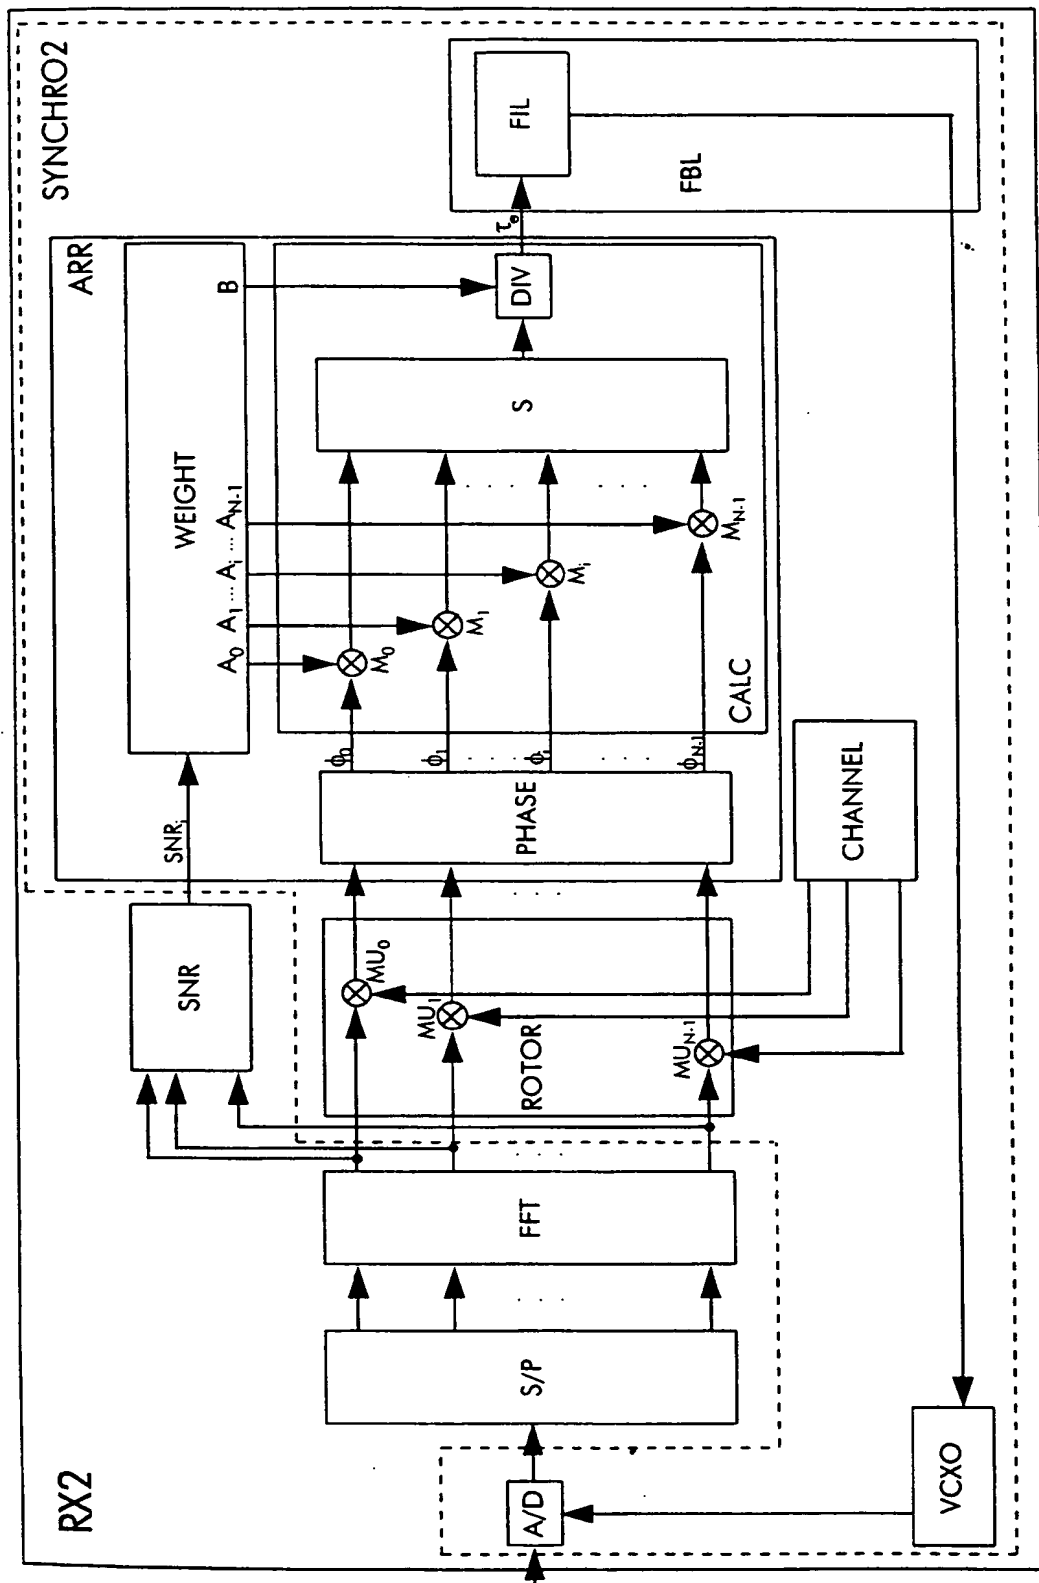 RX2
SYNCHRO2
ARR
WEIGHT
A0 A1 ... Ai ... AN-1 B
SNR
SNRi
A/D
S/P
FFT
ROTOR
MU0
MU1
MUN-1
PHASE
ϕ0
ϕ1
ϕi
ϕN-1
CALC
M0
M1
Mi
MN-1
S
DIV
τe
FIL
FBL
CHANNEL
VCXO